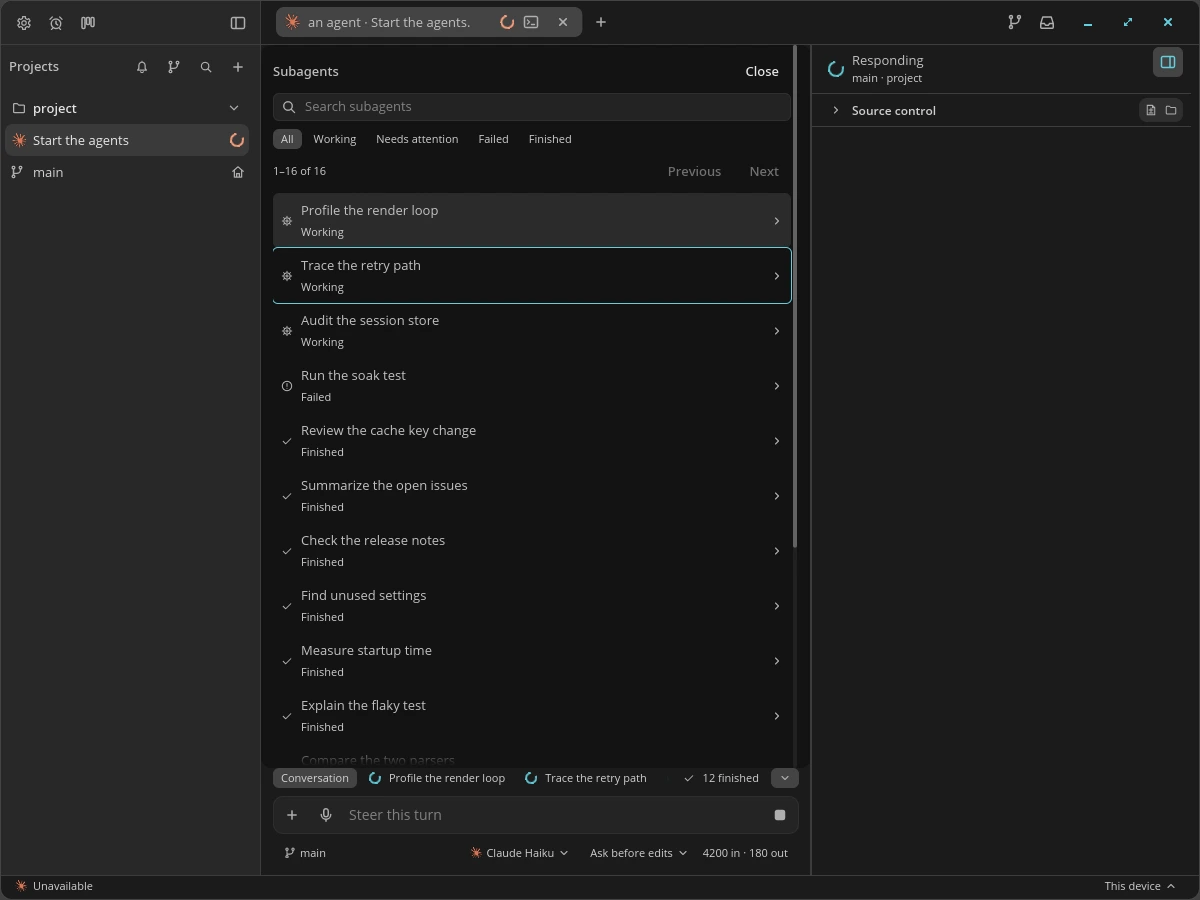 an agent · Start the agents.
Projects
project
Start the agents
main
Subagents
Close
Search subagents
All
Working
Needs attention
Failed
Finished
1–16 of 16
Previous
Next
Profile the render loop
Working
Trace the retry path
Working
Audit the session store
Working
Run the soak test
Failed
Review the cache key change
Finished
Summarize the open issues
Finished
Check the release notes
Finished
Find unused settings
Finished
Measure startup time
Finished
Explain the flaky test
Finished
Compare the two parsers
Conversation
Profile the render loop
Trace the retry path
12 finished
Steer this turn
main
Claude Haiku
Ask before edits
4200 in · 180 out
Responding
main · project
Source control
Unavailable
This device